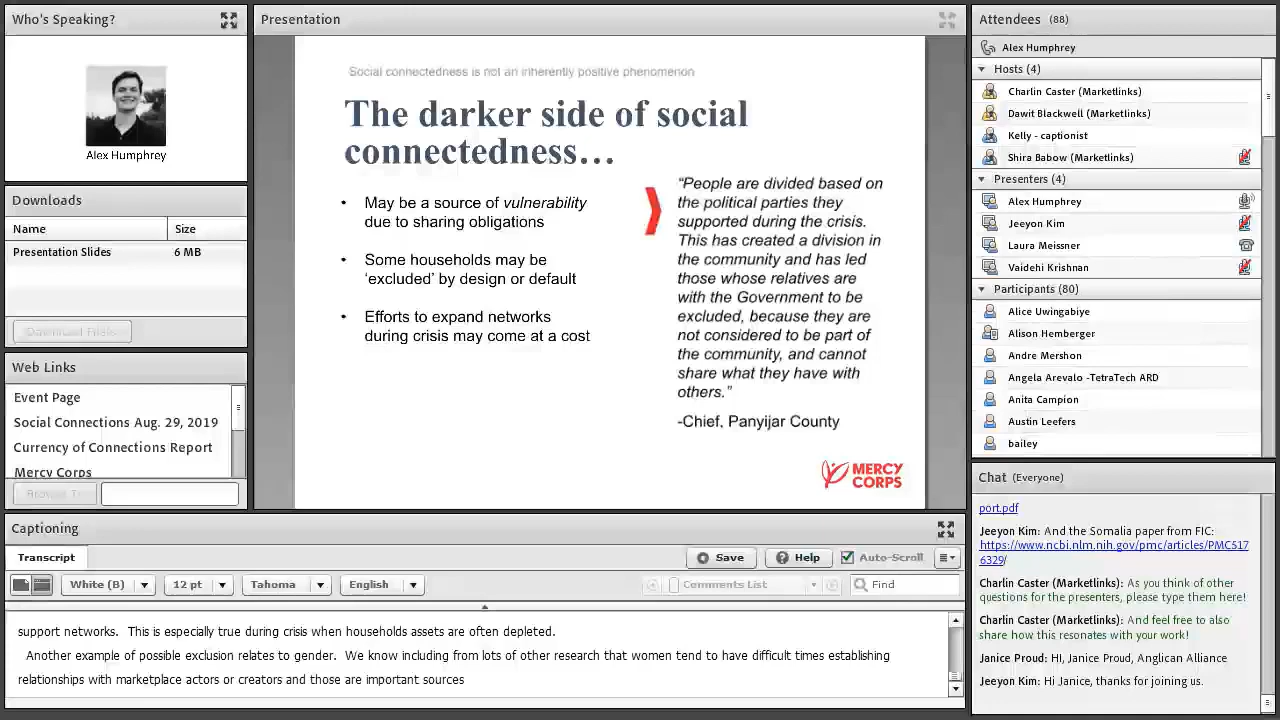 Who's Speaking?
Alex Humphrey
Downloads
Name Size
Presentation Slides 6 MB
Web Links
Event Page
Social Connections Aug. 29, 2019
Currency of Connections Report
Mercy Corps
Presentation
Social connectedness is not an inherently positive phenomenon
The darker side of social
connectedness…
• May be a source of vulnerability
due to sharing obligations
• Some households may be
‘excluded’ by design or default
• Efforts to expand networks
during crisis may come at a cost
“People are divided based on
the political parties they
supported during the crisis.
This has created a division in
the community and has led
those whose relatives are
with the Government to be
excluded, because they are
not considered to be part of
the community, and cannot
share what they have with
others.”
-Chief, Panyijar County
MERCY
CORPS
Captioning
Transcript
Save
Help
Auto-Scroll
White (B)
12 pt
Tahoma
English
Comments List
Find
support networks. This is especially true during crisis when households assets are often depleted.
Another example of possible exclusion relates to gender. We know including from lots of other research that women tend to have difficult times establishing
relationships with marketplace actors or creators and those are important sources
Attendees (88)
Alex Humphrey
Hosts (4)
Charlin Caster (Marketlinks)
Dawit Blackwell (Marketlinks)
Kelly - captionist
Shira Babow (Marketlinks)
Presenters (4)
Alex Humphrey
Jeeyon Kim
Laura Meissner
Vaidehi Krishnan
Participants (80)
Alice Uwingabiye
Alison Hemberger
Andre Mershon
Angela Arevalo -TetraTech ARD
Anita Campion
Austin Leefers
bailey
Chat (Everyone)
port.pdf
Jeeyon Kim: And the Somalia paper from FIC:
https://www.ncbi.nlm.nih.gov/pmc/articles/PMC517
6329/
Charlin Caster (Marketlinks): As you think of other
questions for the presenters, please type them here!
Charlin Caster (Marketlinks): And feel free to also
share how this resonates with your work!
Janice Proud: HI, Janice Proud, Anglican Alliance
Jeeyon Kim: Hi Janice, thanks for joining us.